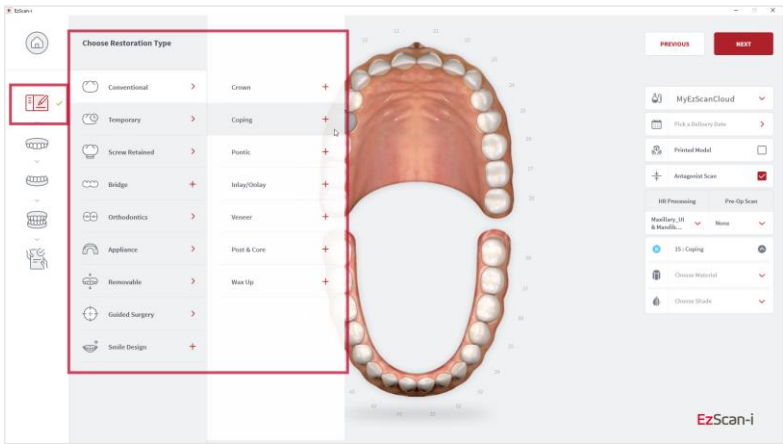 EzScan-i
Choose Restoration Type
PREVIOUS
NEXT
Conventional
Crown
MyEzScanCloud
Temporary
Coping
Pick a Delivery Date
Screw Retained
Pontic
Printed Model
Bridge
Inlay/Onlay
Antagonist Scan
HR Processing
Pre-Op Scan
Orthodontics
Veneer
Maxillary_Ui
& Mandib...
None
Appliance
Post & Core
15 : Coping
Removable
Wax Up
Choose Material
Guided Surgery
Choose Shade
Smile Design
EzScan-i